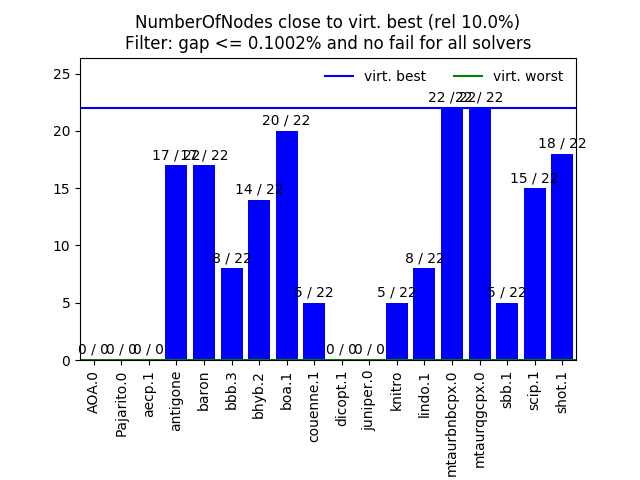 NumberOfNodes close to virt. best (rel 10.0%)
Filter: gap <= 0.1002% and no fail for all solvers
virt. best
virt. worst
25
20
15
10
5
0
0 / 0
0 / 0
0 / 0
17 / 22
17 / 22
8 / 22
14 / 22
20 / 22
5 / 22
0 / 0
0 / 0
5 / 22
8 / 22
22 / 22
22 / 22
5 / 22
15 / 22
18 / 22
AOA.0
Pajarito.0
aecp.1
antigone
baron
bbb.3
bhyb.2
boa.1
couenne.1
dicopt.1
juniper.0
knitro
lindo.1
mtaurbnbcpx.0
mtaurqgcpx.0
sbb.1
scip.1
shot.1